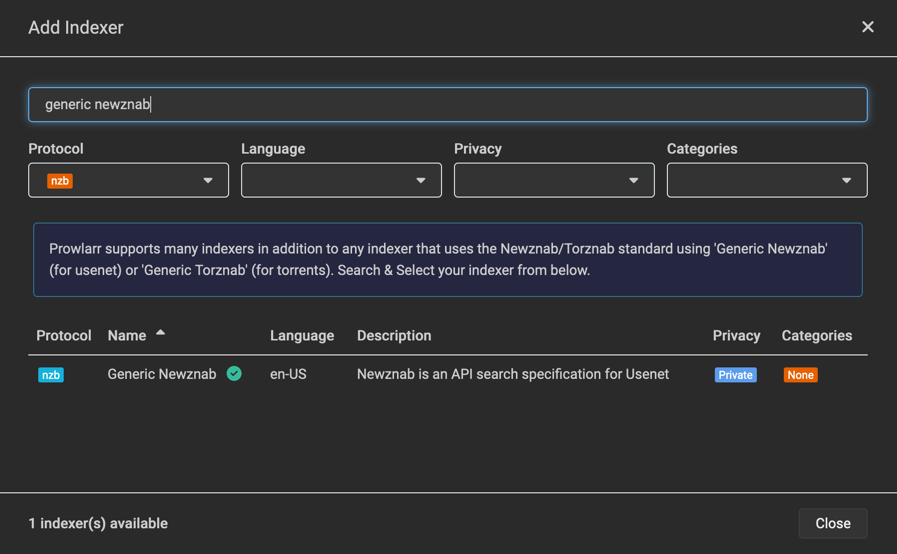 Add Indexer
generic newznab
Protocol Language Privacy Categories
nzb
Prowlarr supports many indexers in addition to any indexer that uses the Newznab/Torznab standard using 'Generic Newznab'
(for usenet) or 'Generic Torznab' (for torrents). Search & Select your indexer from below.
Protocol Name Language Description Privacy Categories
nzb Generic Newznab en-US Newznab is an API search specification for Usenet Private None
1 indexer(s) available Close